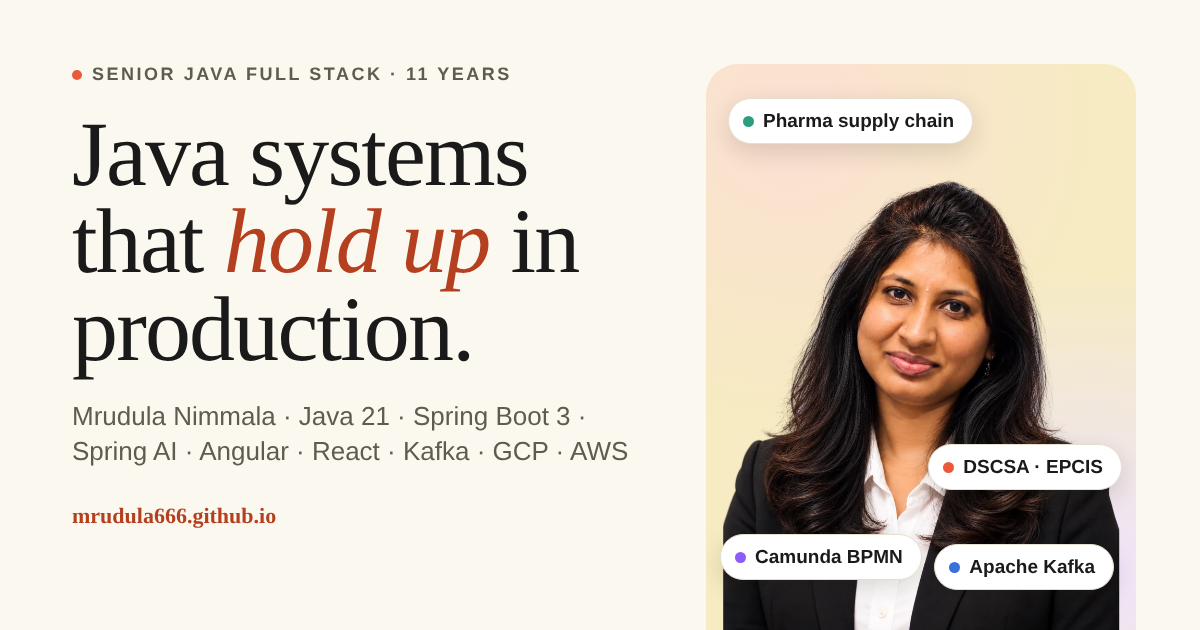 SENIOR JAVA FULL STACK · 11 YEARS
Java systems
that hold up in
production.
Mrudula Nimmala · Java 21 · Spring Boot 3 ·
Spring AI · Angular · React · Kafka · GCP · AWS
mrudula666.github.io
Pharma supply chain
DSCSA · EPCIS
Camunda BPMN
Apache Kafka